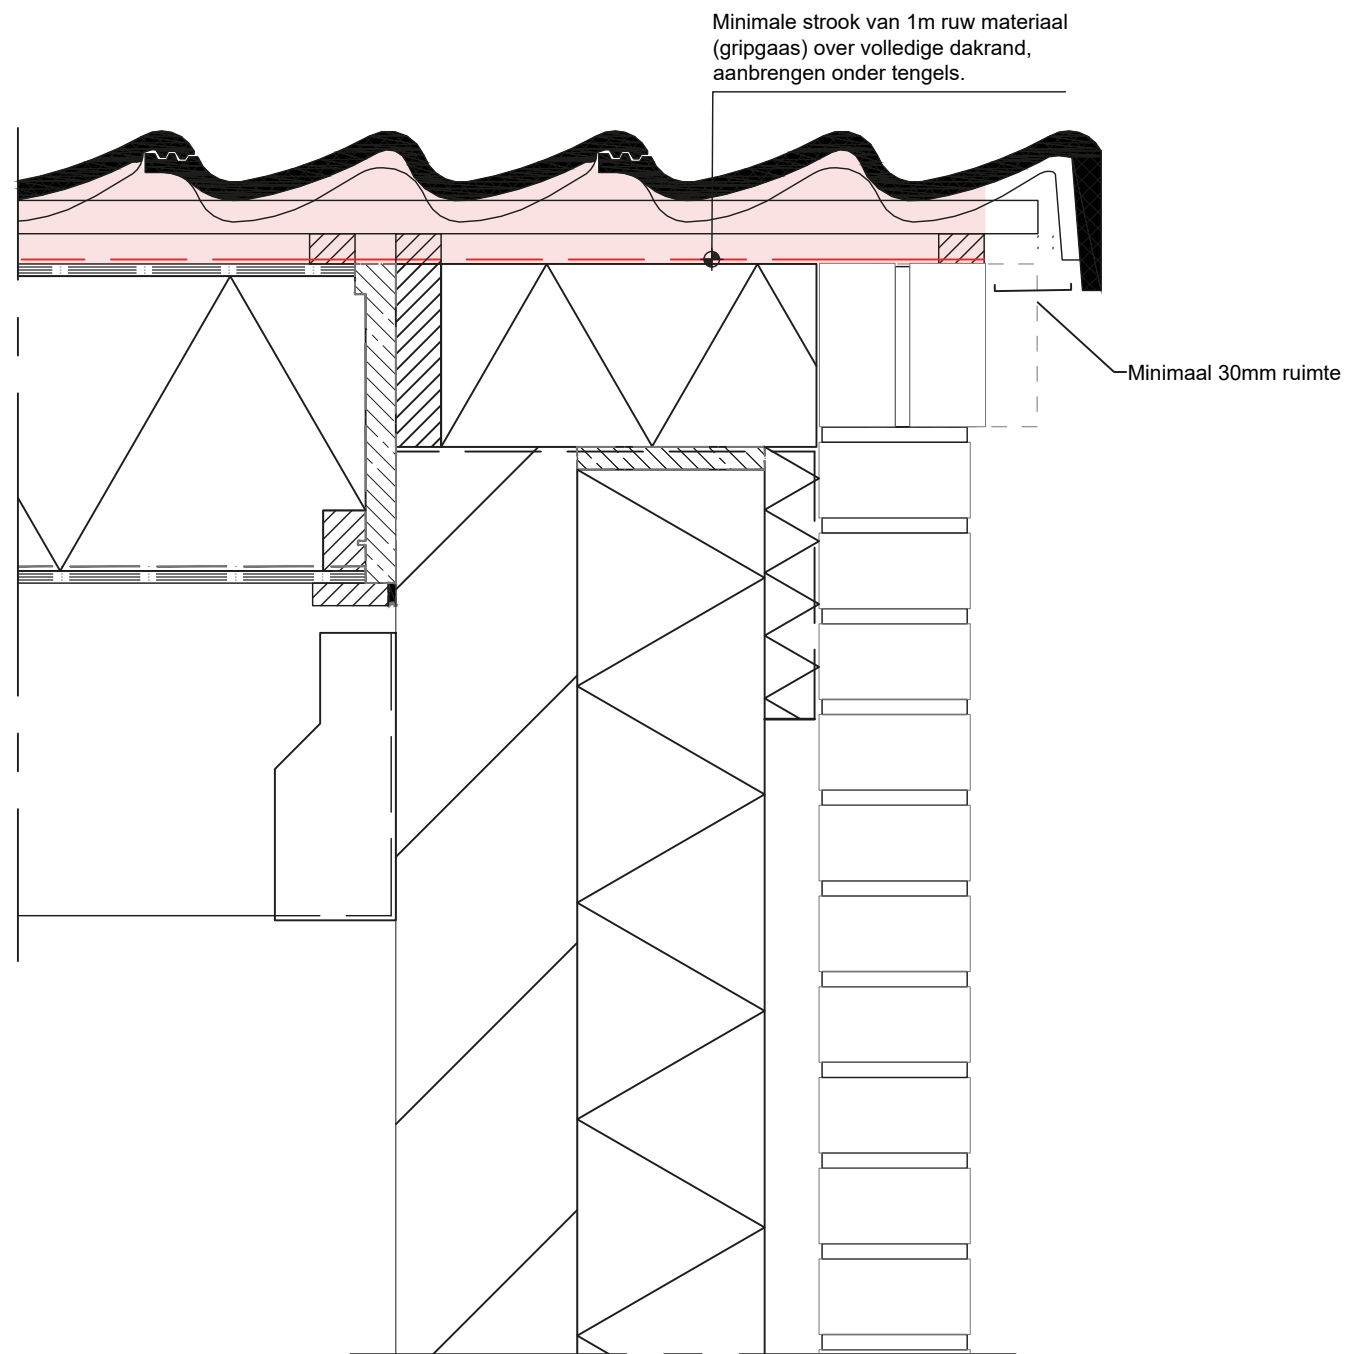 Minimale strook van 1m ruw materiaal
(gripgaas) over volledige dakrand,
aanbrengen onder tengels.
Minimaal 30mm ruimte